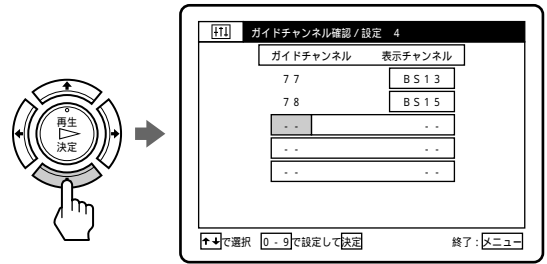 ガイドチャンネル確認/設定 4
ガイドチャンネル 表示チャンネル
77 BS13
78 BS15
-- --
-- --
-- --
再生
決定
で選択 0-9で設定して決定 終了:メニュー